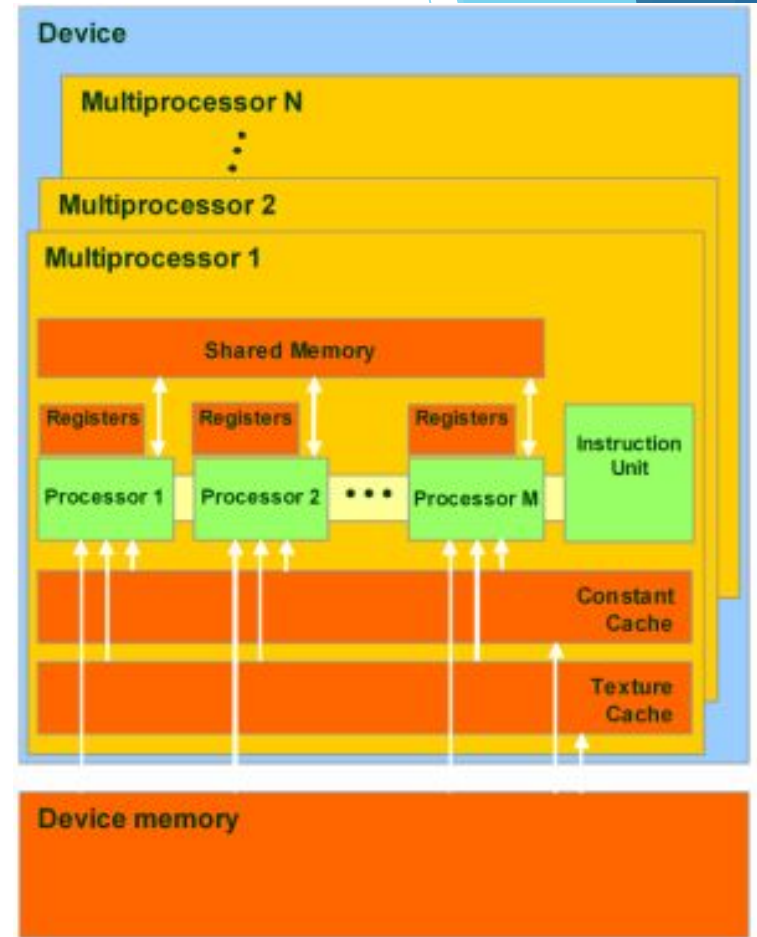 Device
Multiprocessor N
Multiprocessor 2
Multiprocessor 1
Shared Memory
Registers
Registers
Registers
Instruction
Unit
Processor 1
Processor 2
Processor M
Constant
Cache
Texture
Cache
Device memory